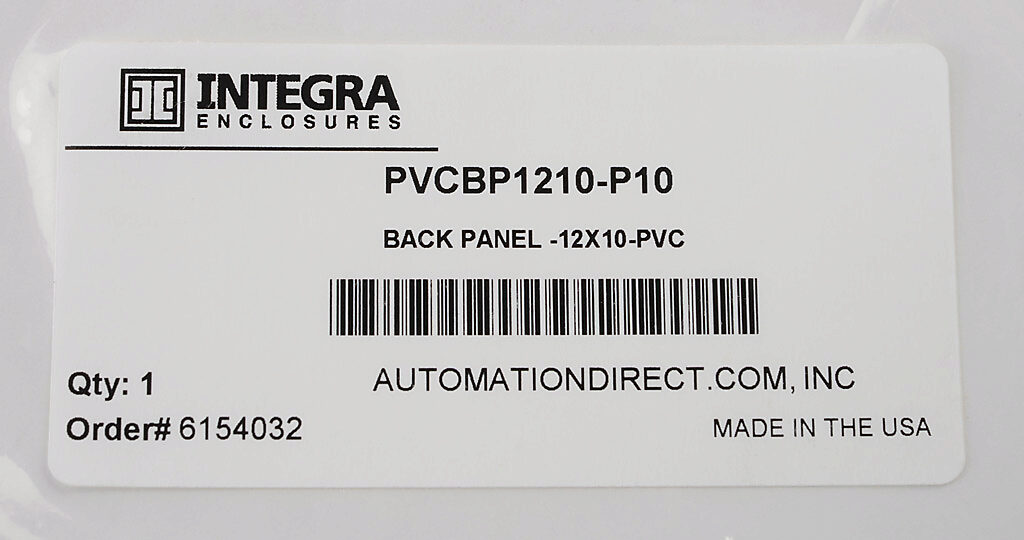 INTEGRA
ENCLOSURES
PVCBP1210-P10
BACK PANEL -12X10-PVC
Qty: 1
AUTOMATIONDIRECT.COM, INC
Order# 6154032
MADE IN THE USA